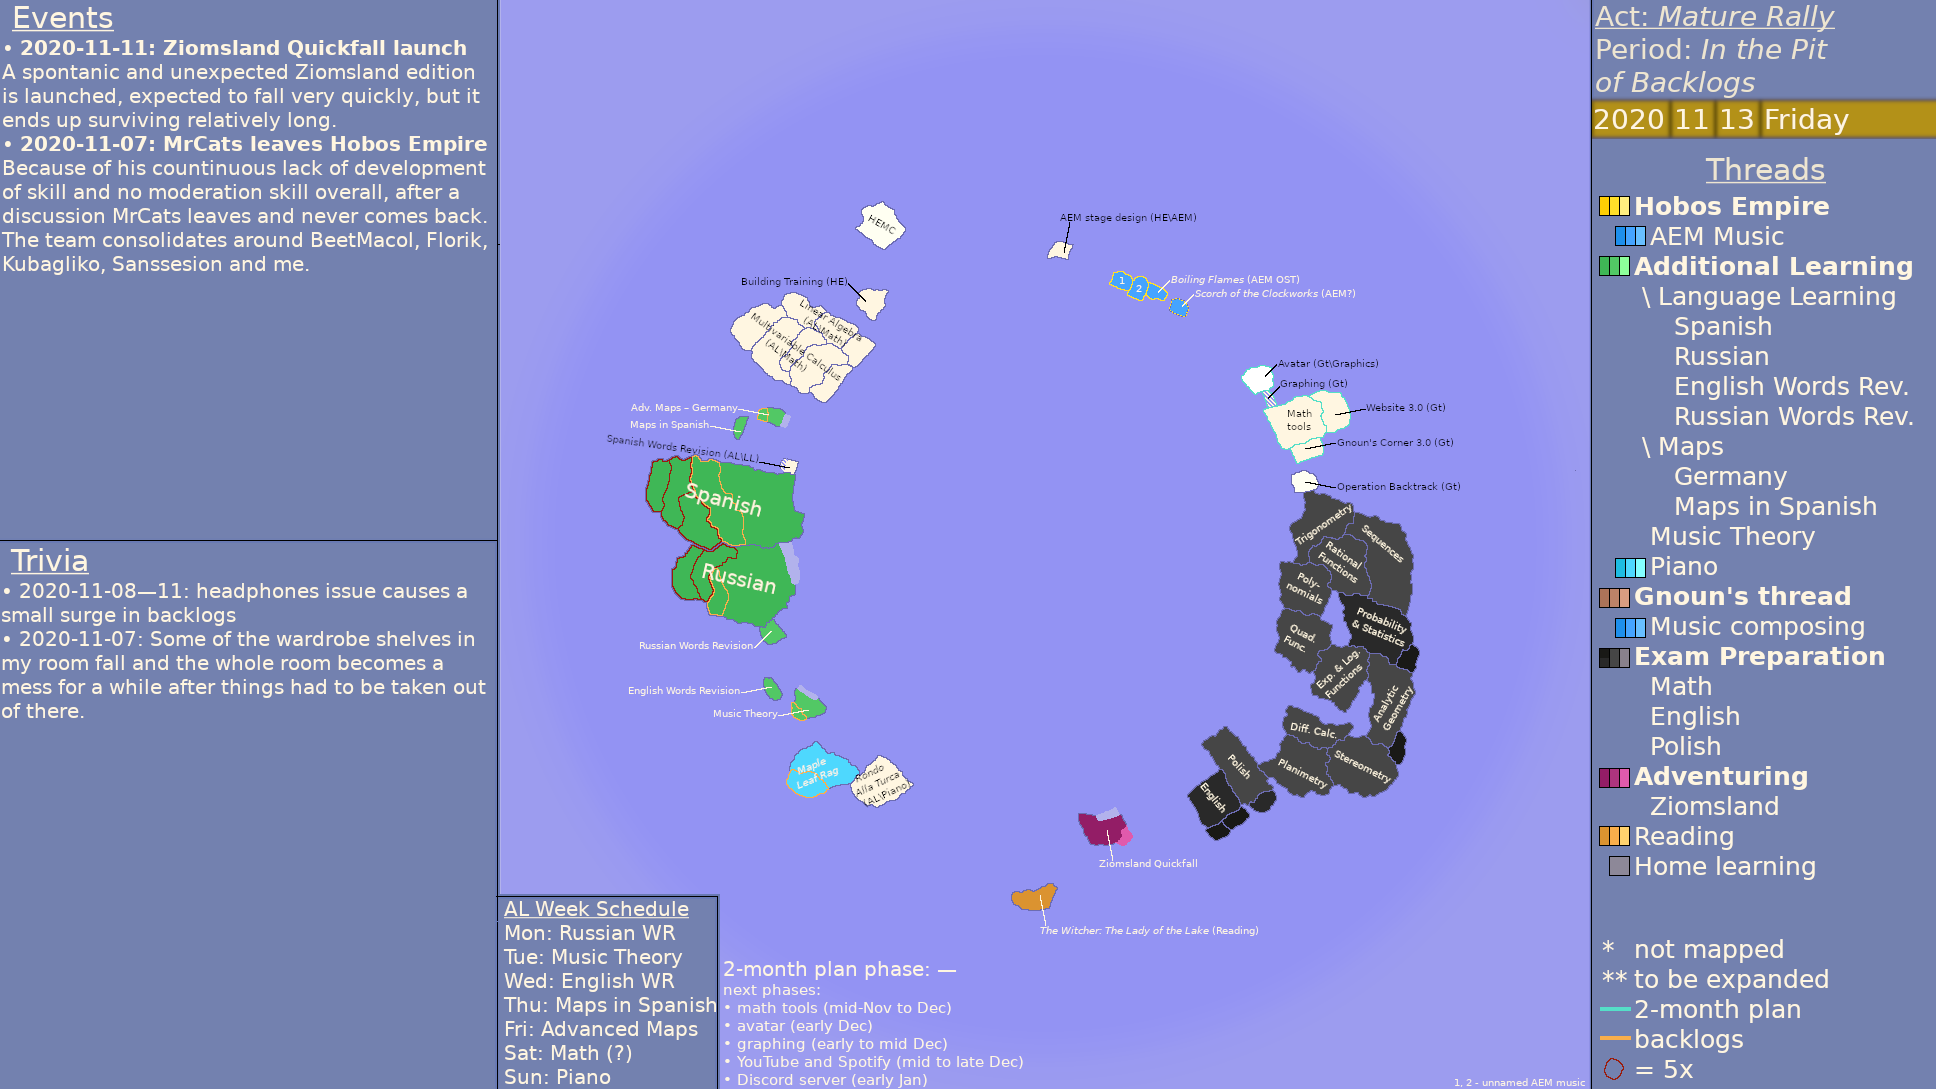 Events
• 2020-11-11: Ziomsland Quickfall launch
A spontanic and unexpected Ziomsland edition
is launched, expected to fall very quickly, but it
ends up surviving relatively long.
• 2020-11-07: MrCats leaves Hobos Empire
Because of his countinuous lack of development
of skill and no moderation skill overall, after a
discussion MrCats leaves and never comes back.
The team consolidates around BeetMacol, Florik,
Kubagliko, Sanssesion and me.
Trivia
• 2020-11-08—11: headphones issue causes a
small surge in backlogs
• 2020-11-07: Some of the wardrobe shelves in
my room fall and the whole room becomes a
mess for a while after things had to be taken out
of there.
HEMC
AEM stage design (HE\AEM)
Building Training (HE)
1
2
Boiling Flames (AEM OST)
Scorch of the Clockworks (AEM?)
Linear Algebra
(AL\Math)
Multivariable Calculus
(AL\Math)
Avatar (Gt\Graphics)
Graphing (Gt)
Math
tools
Website 3.0 (Gt)
Gnoun's Corner 3.0 (Gt)
Operation Backtrack (Gt)
Adv. Maps – Germany
Maps in Spanish
Spanish Words Revision (AL\LL)
Spanish
Russian
Russian Words Revision
English Words Revision
Music Theory
Maple
Leaf Rag
Rondo
Alla Turca
(AL\Piano)
Trigonometry
Sequences
Rational
Functions
Poly-
nomials
Probability
& Statistics
Quad.
Func.
Exp. & Log.
Functions
Analytic
Geometry
Diff. Calc.
Planimetry
Stereometry
Polish
English
Ziomsland Quickfall
The Witcher: The Lady of the Lake (Reading)
AL Week Schedule
Mon: Russian WR
Tue: Music Theory
Wed: English WR
Thu: Maps in Spanish
Fri: Advanced Maps
Sat: Math (?)
Sun: Piano
2-month plan phase: —
next phases:
• math tools (mid-Nov to Dec)
• avatar (early Dec)
• graphing (early to mid Dec)
• YouTube and Spotify (mid to late Dec)
• Discord server (early Jan)
1, 2 - unnamed AEM music
Act: Mature Rally
Period: In the Pit
of Backlogs
2020 11 13 Friday
Threads
Hobos Empire
AEM Music
Additional Learning
\ Language Learning
Spanish
Russian
English Words Rev.
Russian Words Rev.
\ Maps
Germany
Maps in Spanish
Music Theory
Piano
Gnoun's thread
Music composing
Exam Preparation
Math
English
Polish
Adventuring
Ziomsland
Reading
Home learning
* not mapped
** to be expanded
2-month plan
backlogs
= 5x